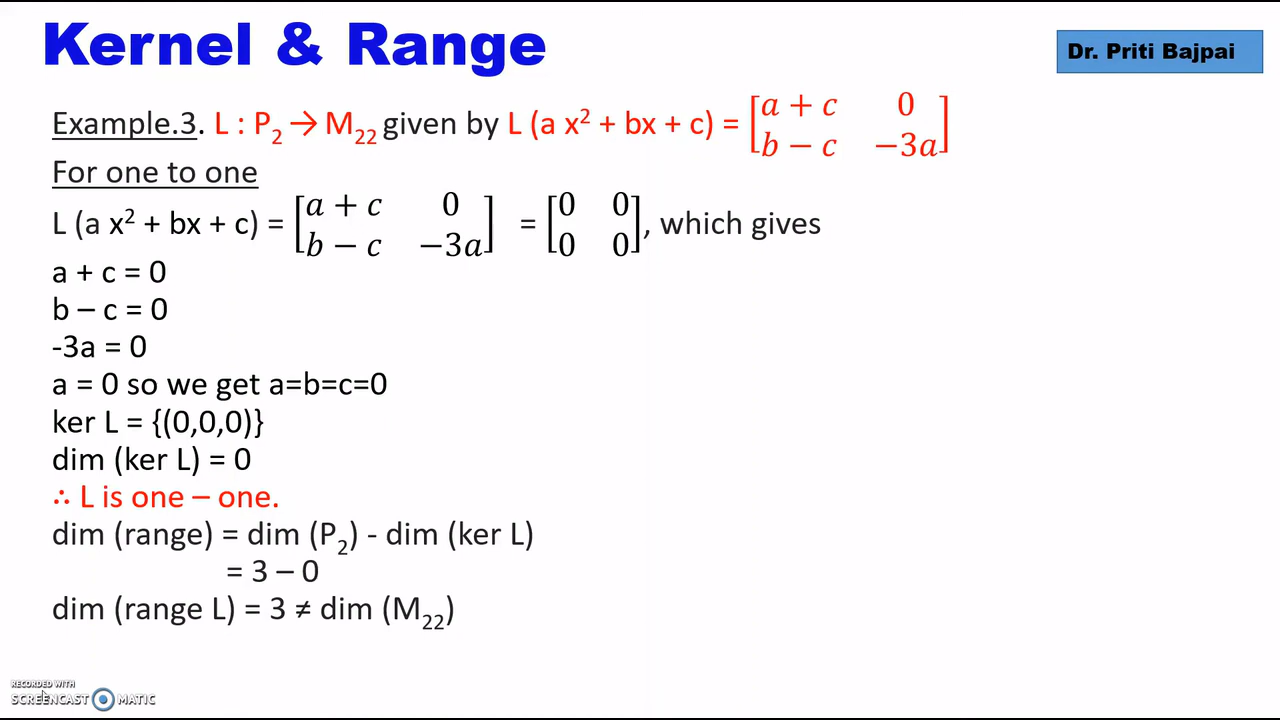 Kernel & Range
Dr. Priti Bajpai
Example.3. L : P₂ → M₂₂ given by L (a x² + bx + c) = [a + c 0
b − c −3a]
For one to one
L (a x² + bx + c) = [a + c 0
b − c −3a] = [0 0
0 0], which gives
a + c = 0
b – c = 0
-3a = 0
a = 0 so we get a=b=c=0
ker L = {(0,0,0)}
dim (ker L) = 0
∴ L is one – one.
dim (range) = dim (P₂) - dim (ker L)
= 3 – 0
dim (range L) = 3 ≠ dim (M₂₂)
RECORDED WITH
SCREENCAST MATIC